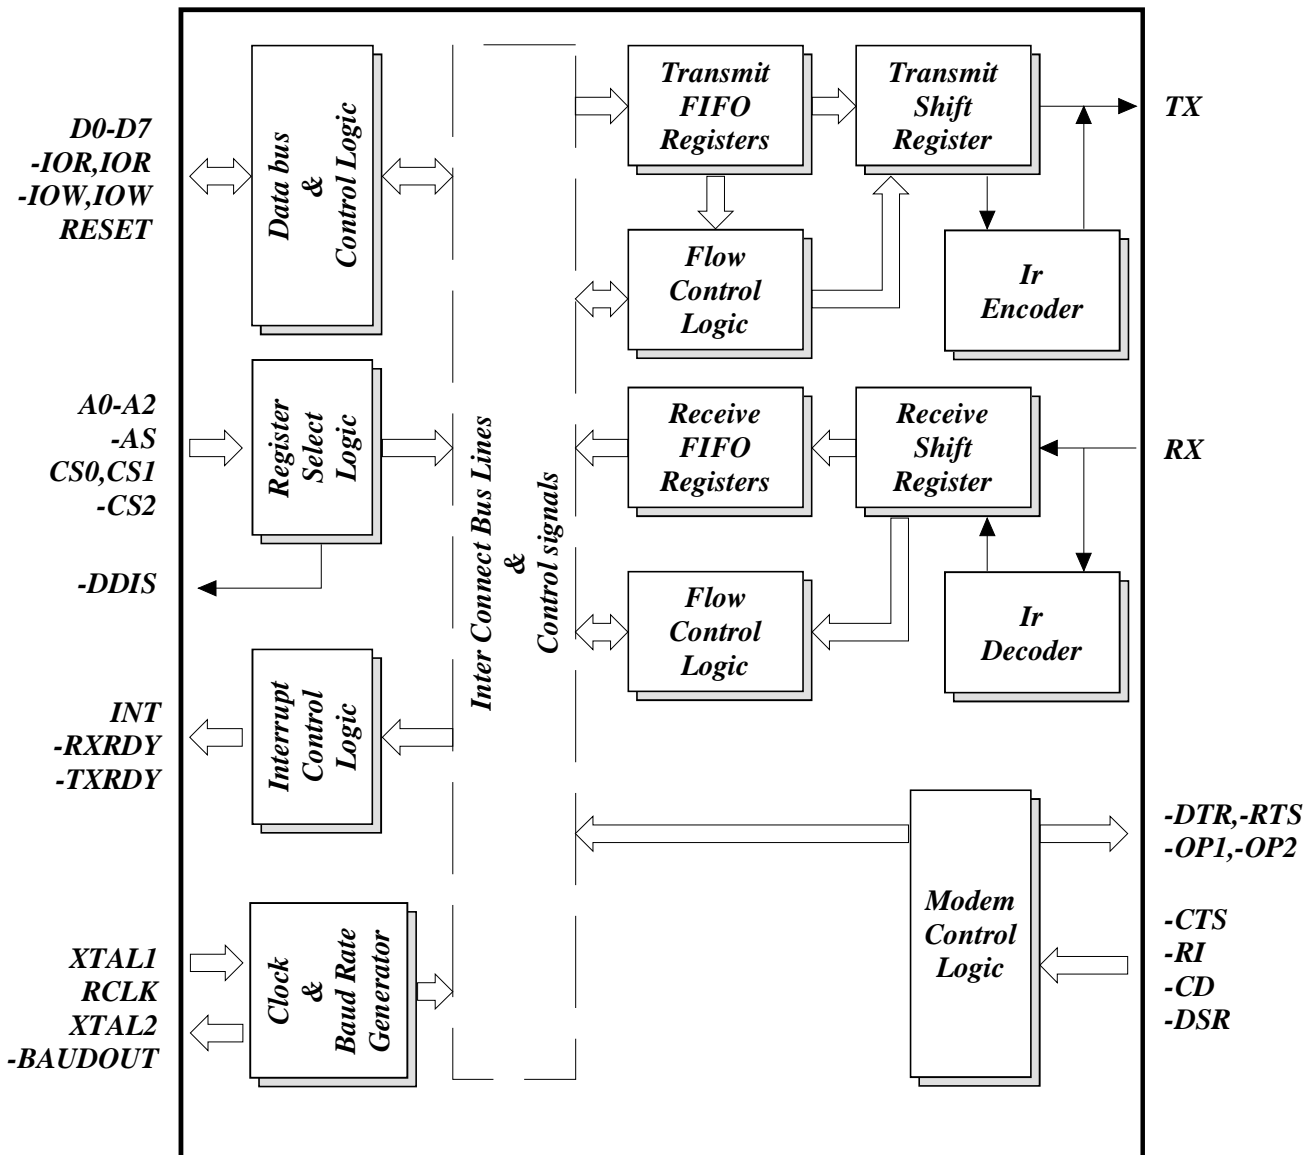 D0-D7
-IOR,IOR
-IOW,IOW
RESET
Data bus
&
Control Logic
A0-A2
-AS
CS0,CS1
-CS2
Register
Select
Logic
-DDIS
INT
-RXRDY
-TXRDY
Interrupt
Control
Logic
XTAL1
RCLK
XTAL2
-BAUDOUT
Clock
&
Baud Rate
Generator
Inter Connect Bus Lines
&
Control signals
Transmit
FIFO
Registers
Transmit
Shift
Register
TX
Flow
Control
Logic
Ir
Encoder
Receive
FIFO
Registers
Receive
Shift
Register
RX
Flow
Control
Logic
Ir
Decoder
Modem
Control
Logic
-DTR,-RTS
-OP1,-OP2
-CTS
-RI
-CD
-DSR